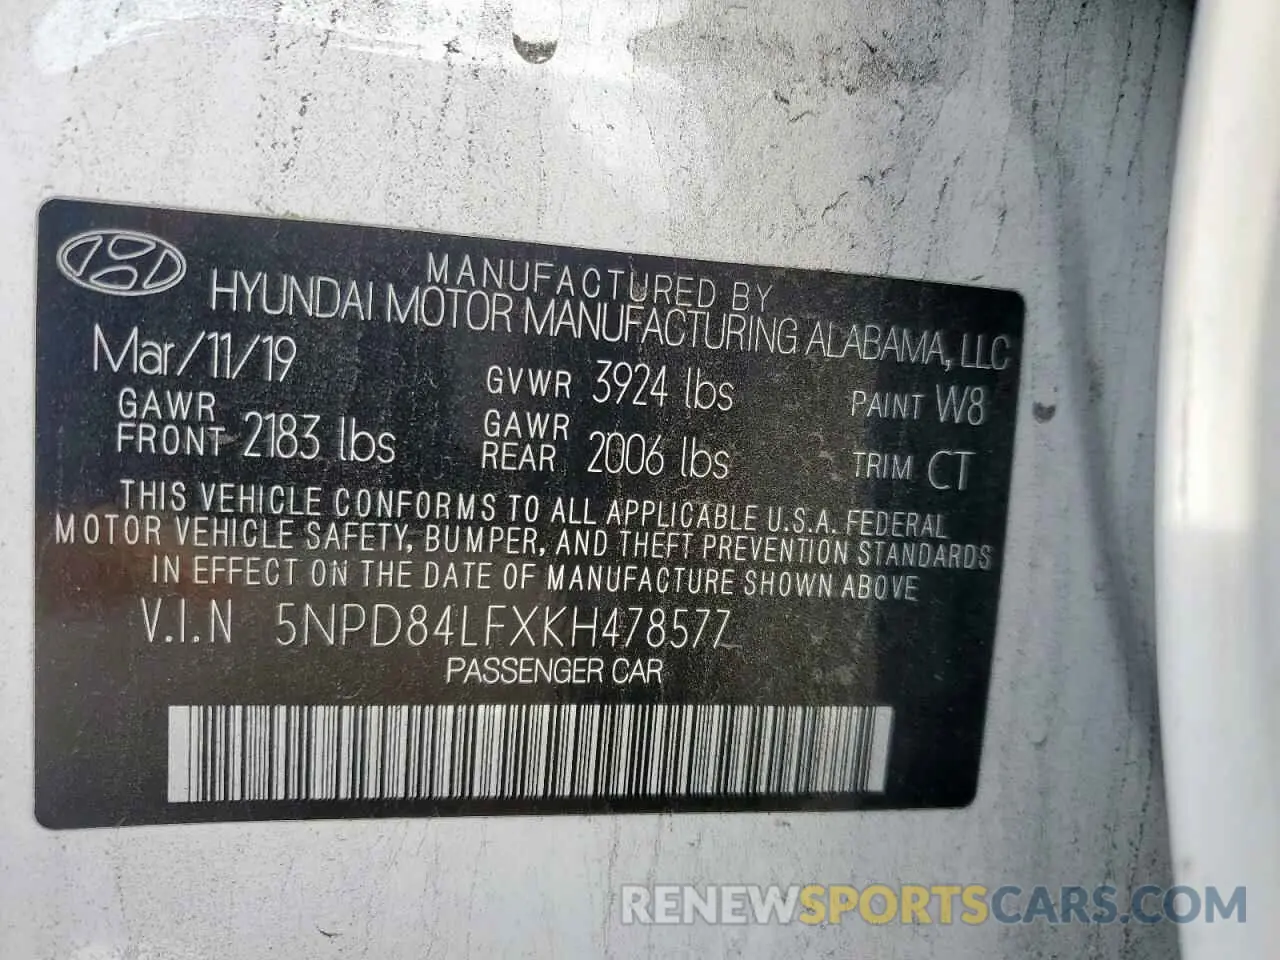 MANUFACTURED BY
HYUNDAI MOTOR MANUFACTURING ALABAMA, LLC
Mar/11/19 GVWR 3924 lbs PAINT W8
GAWR FRONT 2183 lbs GAWR REAR 2006 lbs TRIM CT
THIS VEHICLE CONFORMS TO ALL APPLICABLE U.S.A. FEDERAL
MOTOR VEHICLE SAFETY, BUMPER, AND THEFT PREVENTION STANDARDS
IN EFFECT ON THE DATE OF MANUFACTURE SHOWN ABOVE
V.I.N 5NPD84LFXKH478577
PASSENGER CAR
RENEWSPORTSCARS.COM